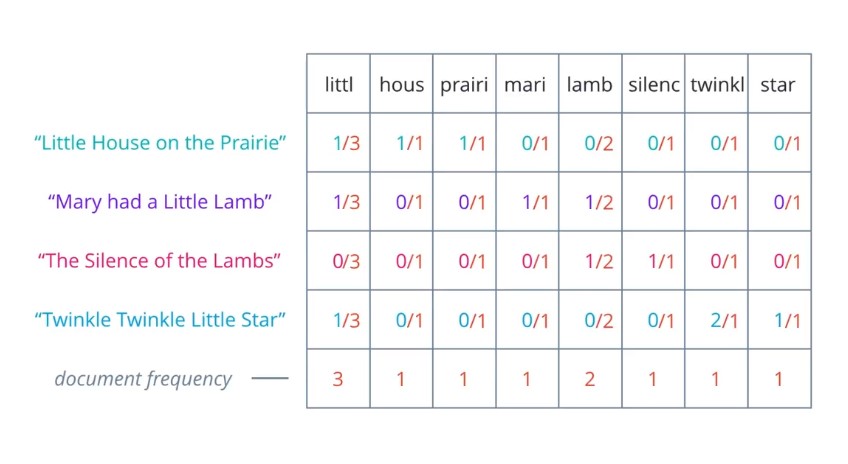 littl hous prairi mari lamb silenc twinkl star
“Little House on the Prairie” 1/3 1/1 1/1 0/1 0/2 0/1 0/1 0/1
“Mary had a Little Lamb” 1/3 0/1 0/1 1/1 1/2 0/1 0/1 0/1
“The Silence of the Lambs” 0/3 0/1 0/1 0/1 1/2 1/1 0/1 0/1
“Twinkle Twinkle Little Star” 1/3 0/1 0/1 0/1 0/2 0/1 2/1 1/1
document frequency 3 1 1 1 2 1 1 1